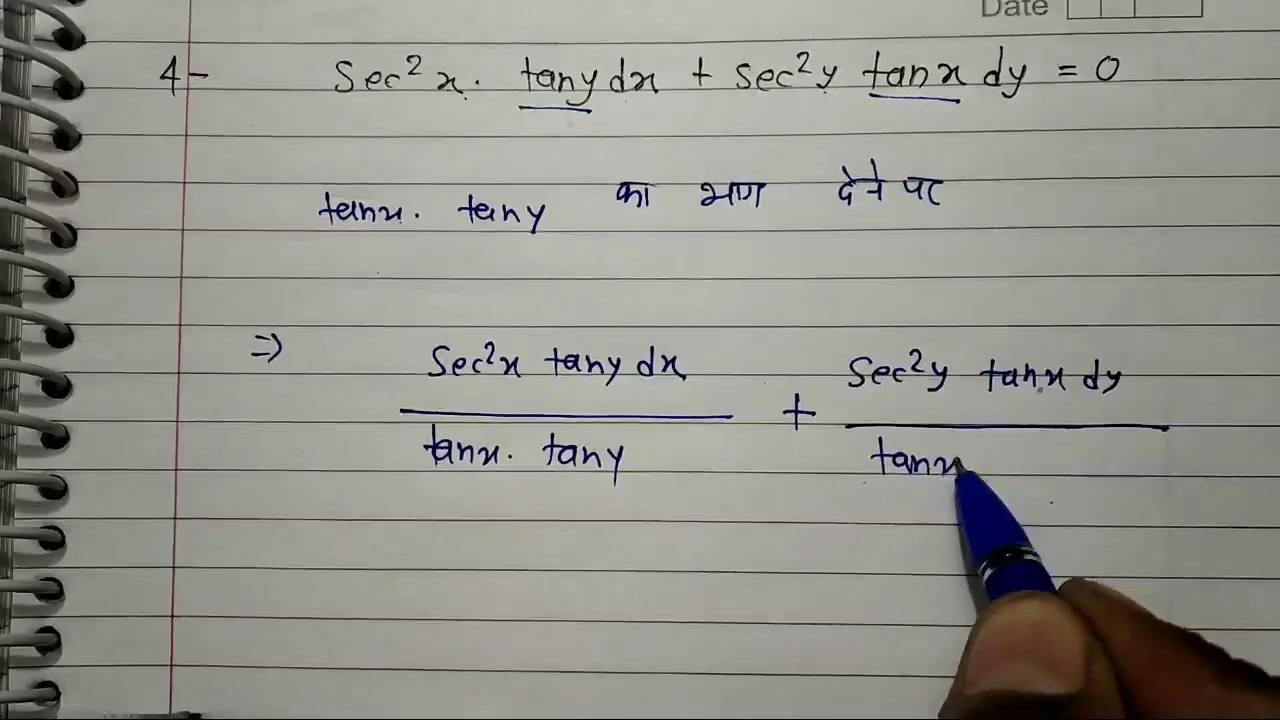 Date
4- Sec²x. tany dx + sec²y tanx dy = 0
tanx. tany का भाग देने पर
⇒ Sec²x tany dx + Sec²y tanx dy
tanx. tany tanx